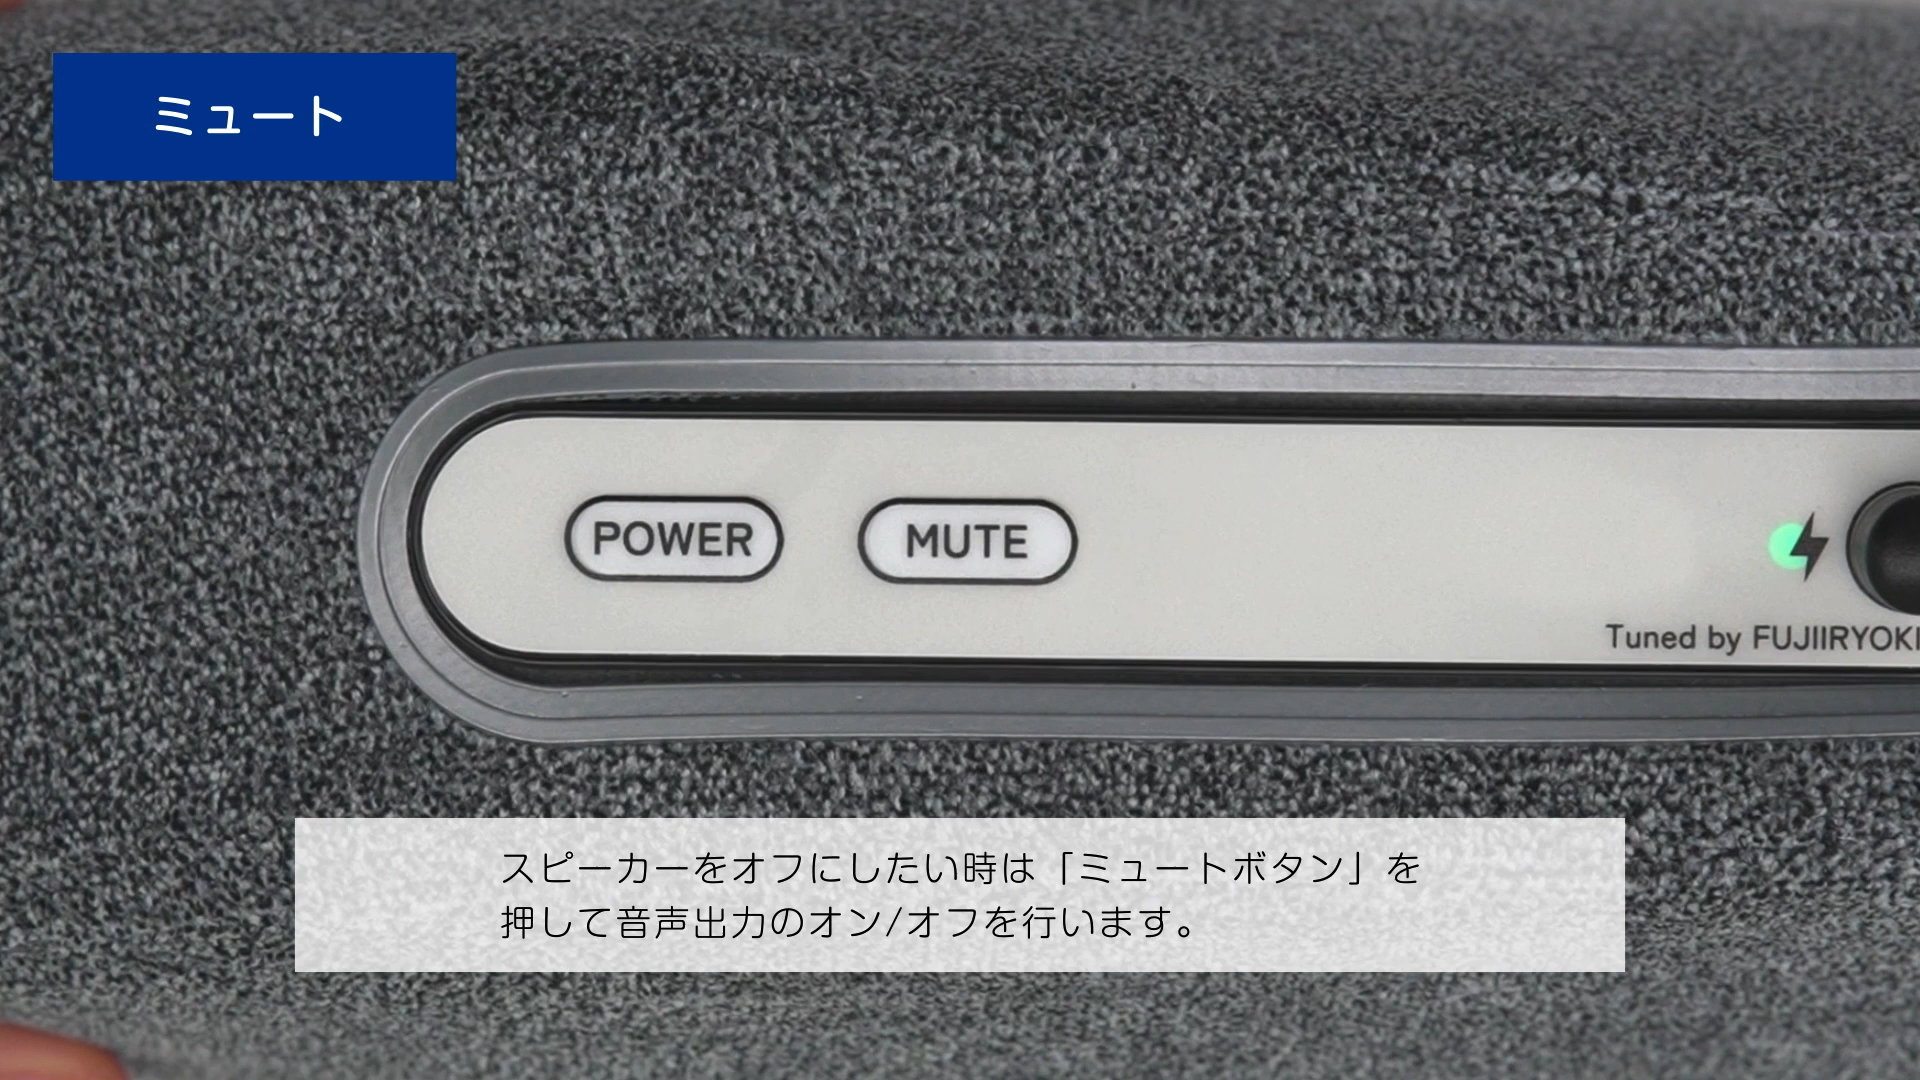 ミュート
POWER
MUTE
Tuned by FUJIIRYOKI
スピーカーをオフにしたい時は「ミュートボタン」を
押して音声出力のオン/オフを行います。